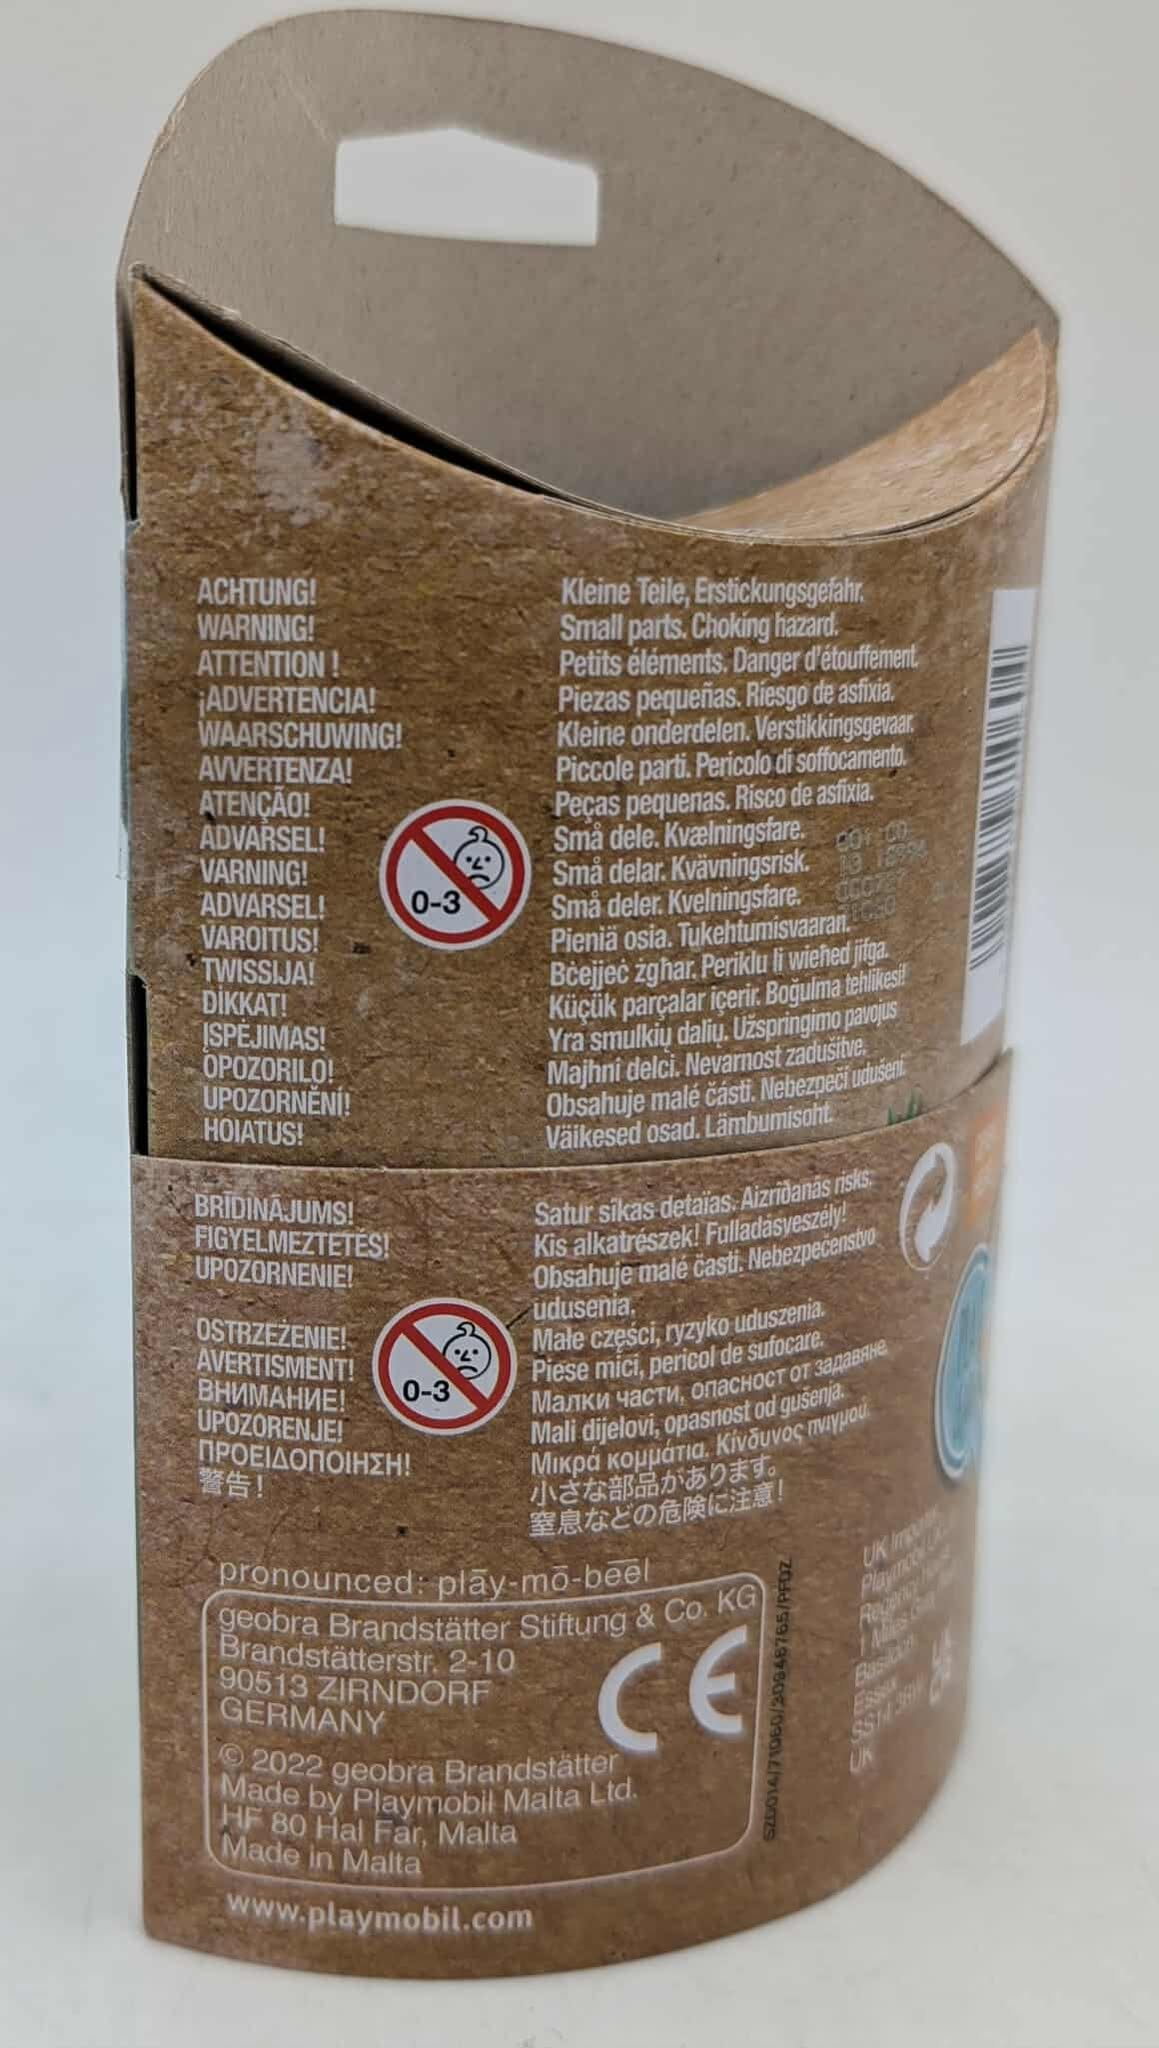 ACHTUNG! Kleine Teile, Erstickungsgefahr.
WARNING! Small parts. Choking hazard.
ATTENTION ! Petits éléments. Danger d'étouffement.
¡ADVERTENCIA! Piezas pequeñas. Riesgo de asfixia.
WAARSCHUWING! Kleine onderdelen. Verstikkingsgevaar.
AVVERTENZA! Piccole parti. Pericolo di soffocamento.
ATENÇÃO! Peças pequenas. Risco de asfixia.
ADVARSEL! Små dele. Kvælningsfare.
VARNING! Små delar. Kvävningsrisk.
ADVARSEL! Små deler. Kvelningsfare.
VAROITUS! Pieniä osia. Tukehtumisvaaran.
TWISSIJA! Bċejjeċ żgħar. Periklu li wieħed jifga.
DİKKAT! Küçük parçalar içerir. Boğulma tehlikesi!
ĮSPĖJIMAS! Yra smulkių dalių. Užspringimo pavojus
OPOZORILO! Majhni delci. Nevarnost zadušitve.
UPOZORNĚNÍ! Obsahuje malé části. Nebezpečí udušení.
HOIATUS! Väikesed osad. Lämbumisoht.
0-3
BRĪDINĀJUMS! Satur sīkas detaļas. Aizrīšanās risks.
FIGYELMEZTETÉS! Kis alkatrészek! Fulladásveszély!
UPOZORNENIE! Obsahuje malé časti. Nebezpečenstvo
udusenia.
OSTRZEŻENIE! Małe części, ryzyko uduszenia.
AVERTISMENT! Piese mici, pericol de sufocare.
ВНИМАНИЕ! Малки части, опасност от задавяне.
UPOZORENJE! Mali dijelovi, opasnost od gušenja.
ΠΡΟΕΙΔΟΠΟΙΗΣΗ! Μικρά κομμάτια. Κίνδυνος πνιγμού.
警告! 小さな部品があります。
窒息などの危険に注意!
0-3
pronounced: plāy-mō-bēēl
geobra Brandstätter Stiftung & Co. KG
Brandstätterstr. 2-10
90513 ZIRNDORF
GERMANY
CE
© 2022 geobra Brandstätter
Made by Playmobil Malta Ltd.
HF 80 Hal Far, Malta
Made in Malta
www.playmobil.com
UK
Playmobil
Regency
1 Miles
Basildon
Essex
SS14
UK